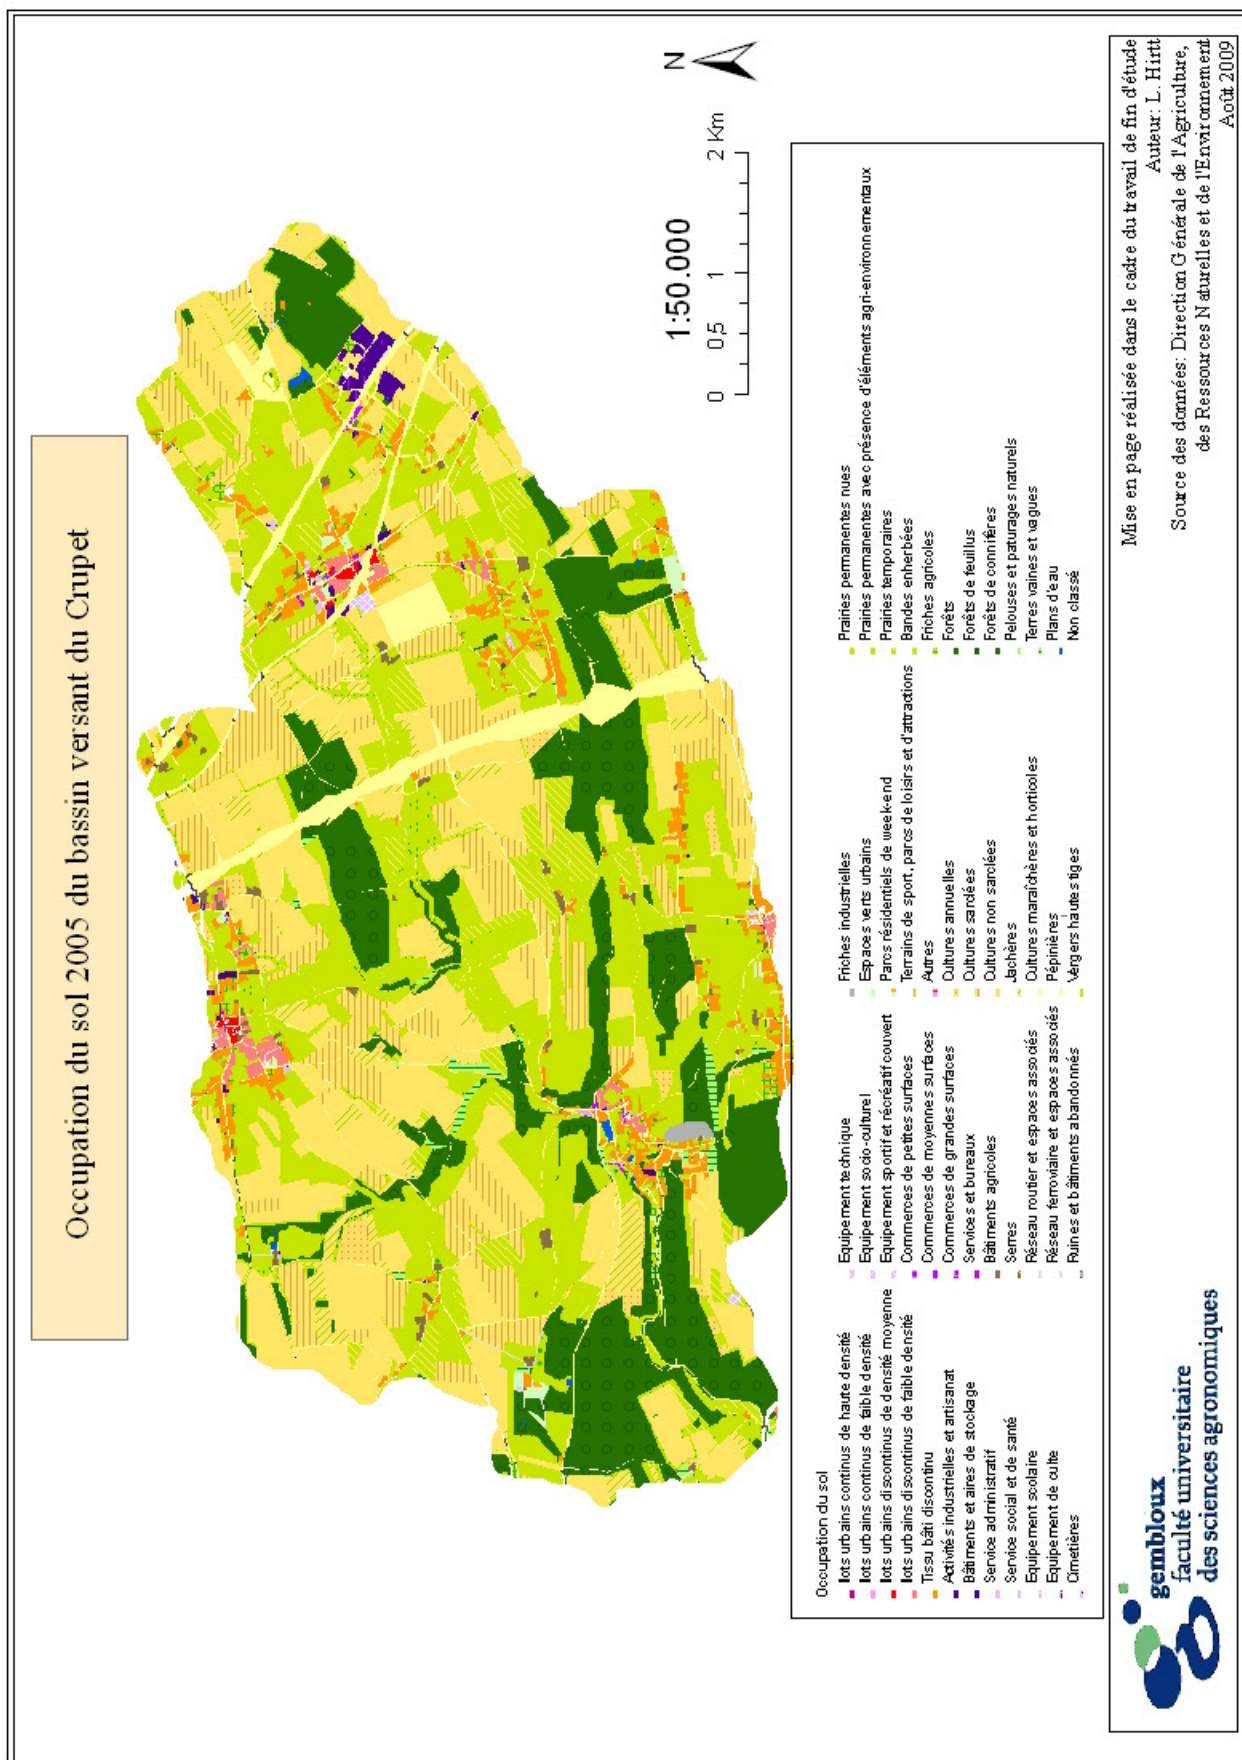 Occupation du sol 2005 du bassin versant du Crupet
N
1:50.000
0 0,5 1 2 Km
Occupation du sol
Ilots urbains continus de haute densité
Ilots urbains continus de faible densité
Ilots urbains discontinus de densité moyenne
Ilots urbains discontinus de faible densité
Tissu bâti discontinu
Activités industrielles et artisanat
Bâtiments et aires de stockage
Service administratif
Service social et de santé
Equipement scolaire
Equipement de culte
Cimetières
Equipement technique
Equipement socio-culturel
Equipement sportif et récréatif couvert
Commerces de petites surfaces
Commerces de moyennes surfaces
Commerces de grandes surfaces
Services et bureaux
Bâtiments agricoles
Serres
Réseau routier et espaces associés
Réseau ferroviaire et espaces associés
Ruines et bâtiments abandonnés
Friches industrielles
Espaces verts urbains
Parcs résidentiels de week-end
Terrains de sport, parcs de loisirs et d'attractions
Autres
Cultures annuelles
Cultures sarclées
Cultures non sarclées
Jachères
Cultures maraîchères et horticoles
Pépinières
Vergers hautes tiges
Prairies permanentes nues
Prairies permanentes avec présence d'éléments agri-environnementaux
Prairies temporaires
Bandes enherbées
Friches agricoles
Forêts
Forêts de feuillus
Forêts de connifères
Pelouses et paturages naturels
Terres vaines et vagues
Plans d'eau
Non classé
gembloux
faculté universitaire
des sciences agronomiques
Mise en page réalisée dans le cadre du travail de fin d'étude
Auteur: L. Hirtt
Source des données: Direction Générale de l'Agriculture,
des Ressources Naturelles et de l'Environnement
Août 2009